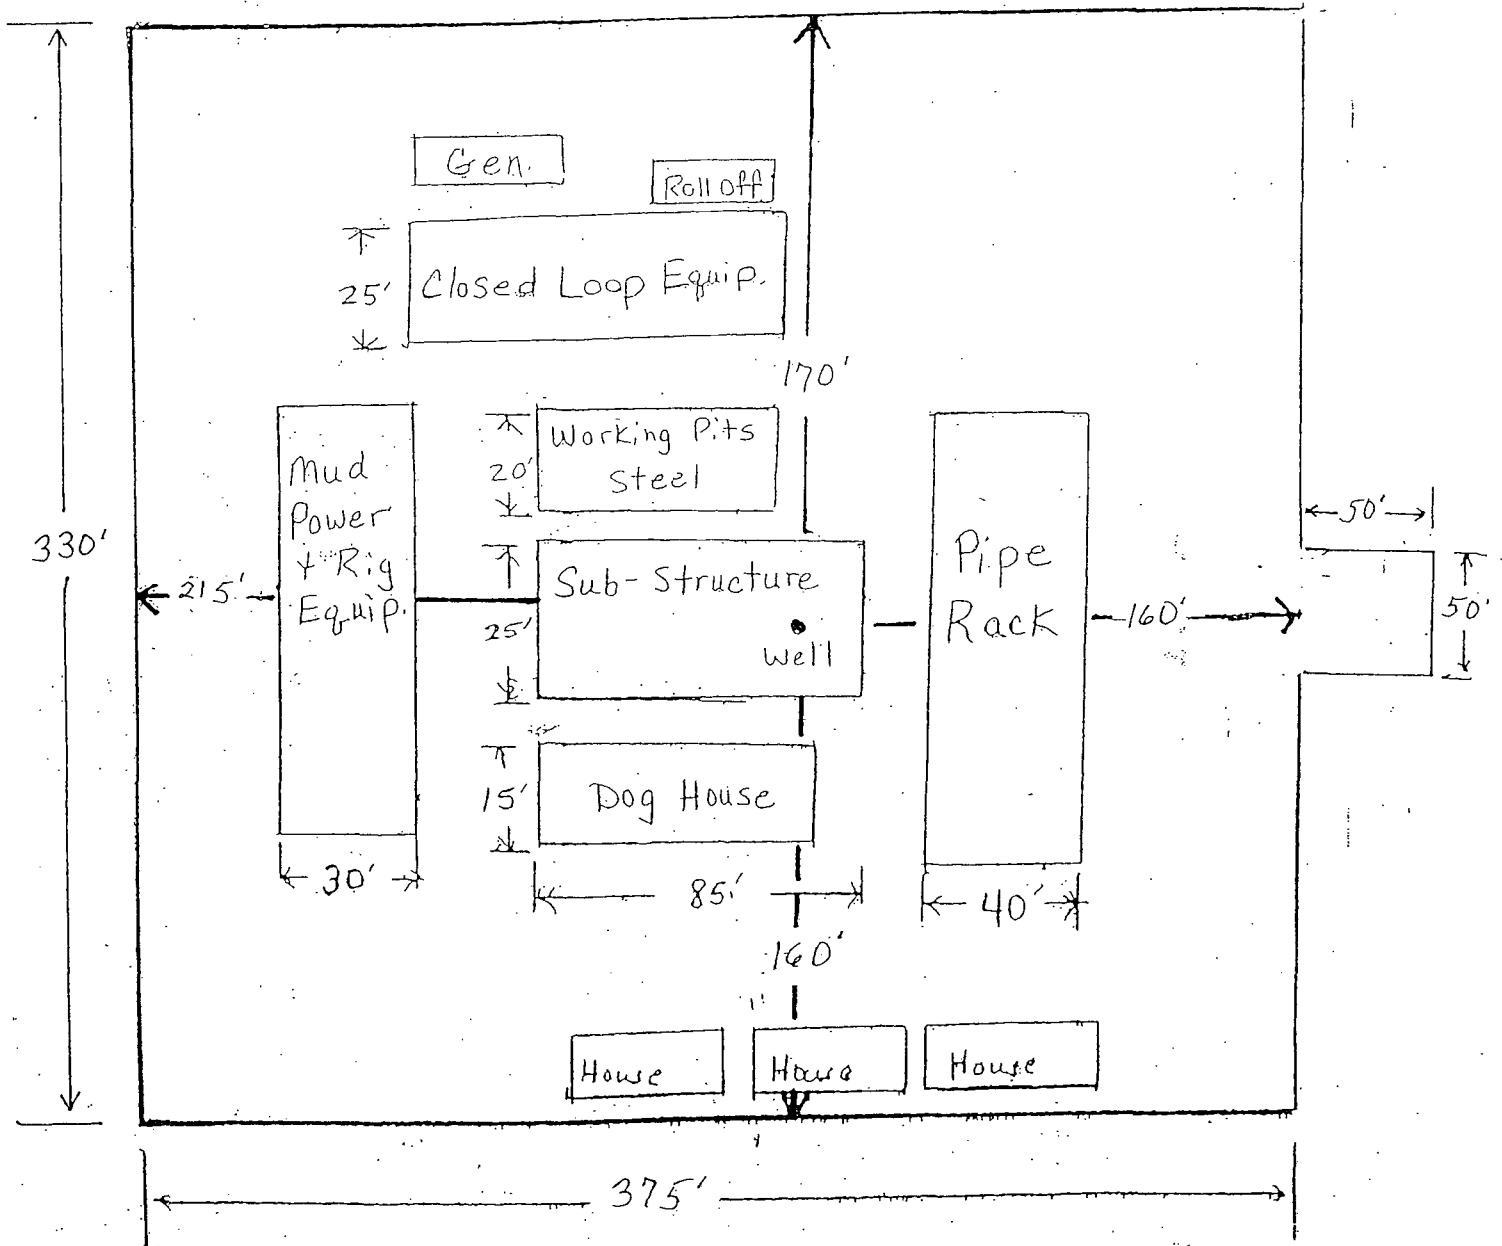 Gen.
Roll Off
25'
Closed Loop Equip.
170'
Mud
Power
+ Rig
Equip.
20'
Working Pits
Steel
330'
215'
25'
Sub-Structure
Well
Pipe
Rack
160'
50'
50'
15'
Dog House
30'
85'
40'
160'
House
House
House
375'